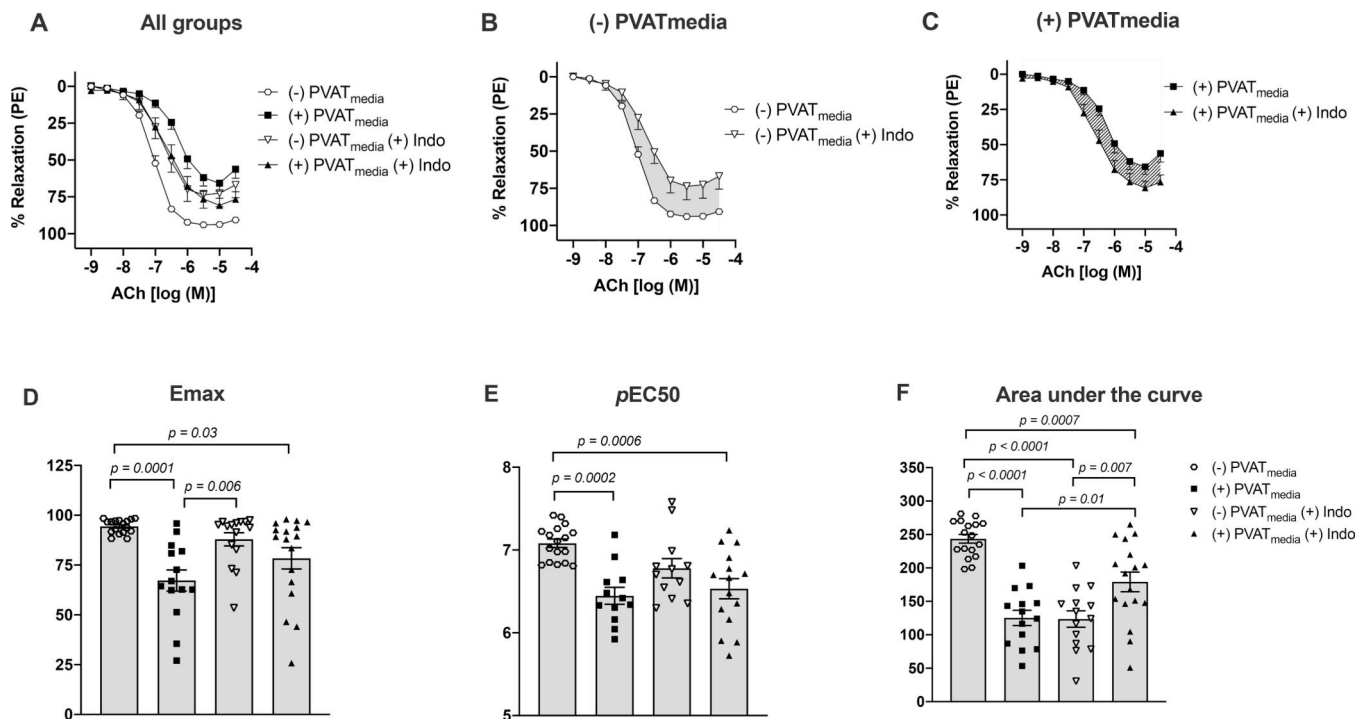 A
All groups
% Relaxation (PE)
0
25
50
75
100
-9 -8 -7 -6 -5 -4
ACh [log (M)]
(-) PVATmedia
(+) PVATmedia
(-) PVATmedia (+) Indo
(+) PVATmedia (+) Indo
B
(-) PVATmedia
% Relaxation (PE)
0
25
50
75
100
-9 -8 -7 -6 -5 -4
ACh [log (M)]
(-) PVATmedia
(-) PVATmedia (+) Indo
C
(+) PVATmedia
% Relaxation (PE)
0
25
50
75
100
-9 -8 -7 -6 -5 -4
ACh [log (M)]
(+) PVATmedia
(+) PVATmedia (+) Indo
D
Emax
p = 0.03
p = 0.0001
p = 0.006
125
100
75
50
25
0
E
pEC50
p = 0.0006
p = 0.0002
8
7
6
5
F
Area under the curve
p = 0.0007
p < 0.0001
p < 0.0001
p = 0.007
p = 0.01
350
300
250
200
150
100
50
0
(-) PVATmedia
(+) PVATmedia
(-) PVATmedia (+) Indo
(+) PVATmedia (+) Indo